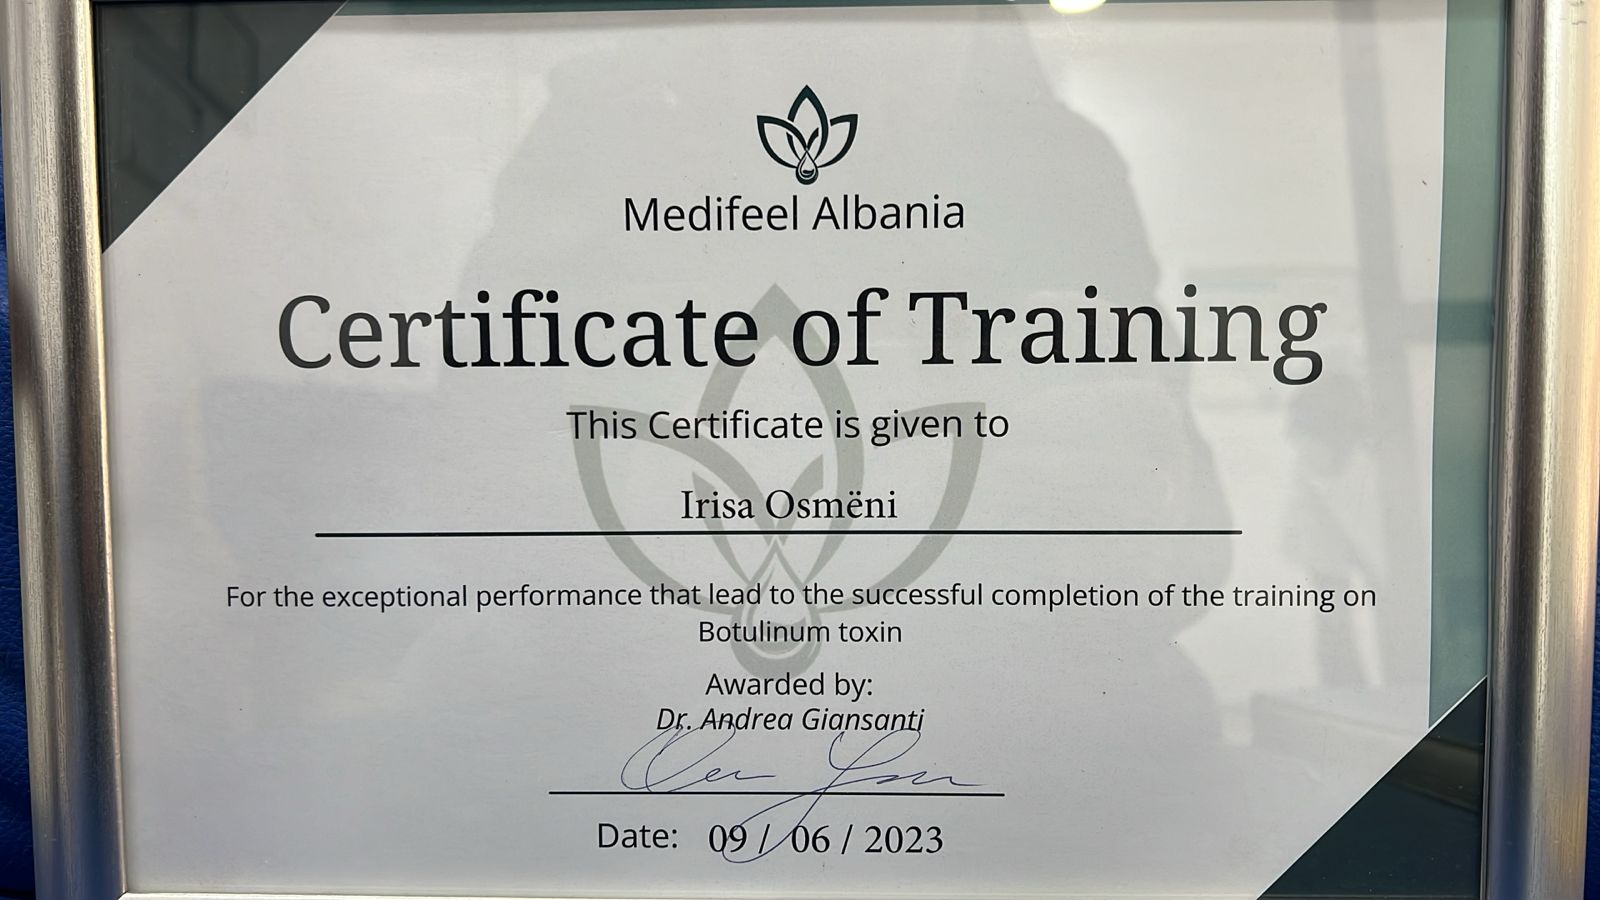 Medifeel Albania
Certificate of Training
This Certificate is given to
Irisa Osmëni
For the exceptional performance that lead to the successful completion of the training on
Botulinum toxin
Awarded by:
Dr. Andrea Giansanti
Date: 09 / 06 / 2023